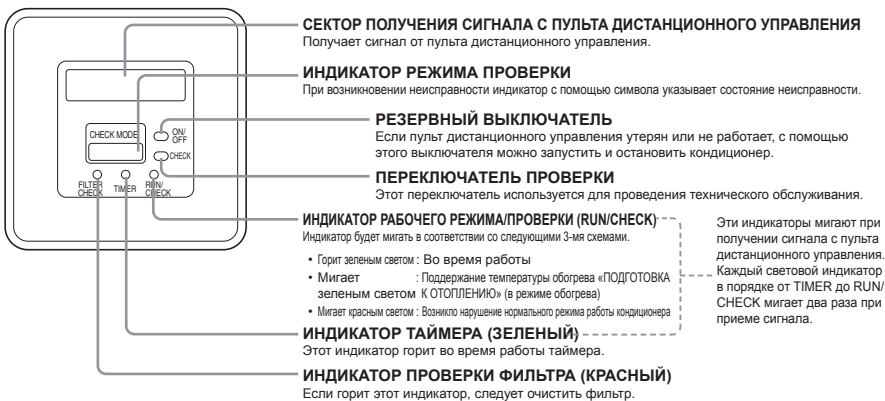 СЕКТОР ПОЛУЧЕНИЯ СИГНАЛА С ПУЛЬТА ДИСТАНЦИОННОГО УПРАВЛЕНИЯ
Получает сигнал от пульта дистанционного управления.
ИНДИКАТОР РЕЖИМА ПРОВЕРКИ
При возникновении неисправности индикатор с помощью символа указывает состояние неисправности.
РЕЗЕРВНЫЙ ВЫКЛЮЧАТЕЛЬ
Если пульт дистанционного управления утерян или не работает, с помощью
этого выключателя можно запустить и остановить кондиционер.
ПЕРЕКЛЮЧАТЕЛЬ ПРОВЕРКИ
Этот переключатель используется для проведения технического обслуживания.
ИНДИКАТОР РАБОЧЕГО РЕЖИМА/ПРОВЕРКИ (RUN/CHECK)
Индикатор будет мигать в соответствии со следующими 3-мя схемами.
• Горит зеленым светом : Во время работы
• Мигает : Поддержание температуры обогрева «ПОДГОТОВКА
зеленым светом К ОТОПЛЕНИЮ» (в режиме обогрева)
• Мигает красным светом : Возникло нарушение нормального режима работы кондиционера
ИНДИКАТОР ТАЙМЕРА (ЗЕЛЕНЫЙ)
Этот индикатор горит во время работы таймера.
ИНДИКАТОР ПРОВЕРКИ ФИЛЬТРА (КРАСНЫЙ)
Если горит этот индикатор, следует очистить фильтр.
Эти индикаторы мигают при
получении сигнала с пульта
дистанционного управления.
Каждый световой индикатор
в порядке от TIMER до RUN/
CHECK мигает два раза при
приеме сигнала.
CHECK MODE
ON/
OFF
CHECK
FILTER
CHECK
TIMER
RUN/
CHECK